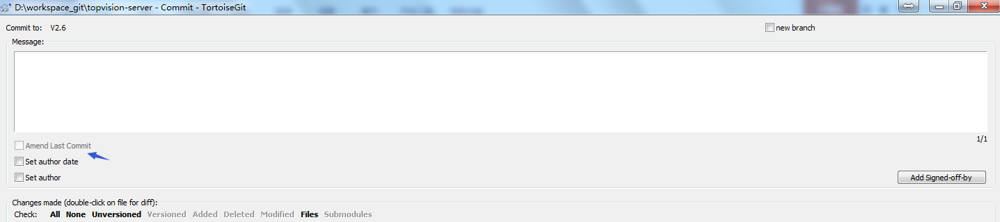 D:\workspace_git\topvision-server - Commit - TortoiseGit
Commit to: V2.6
new branch
Message:
1/1
Amend Last Commit
Set author date
Set author
Add Signed-off-by
Changes made (double-click on file for diff):
Check: All None Unversioned Versioned Added Deleted Modified Files Submodules